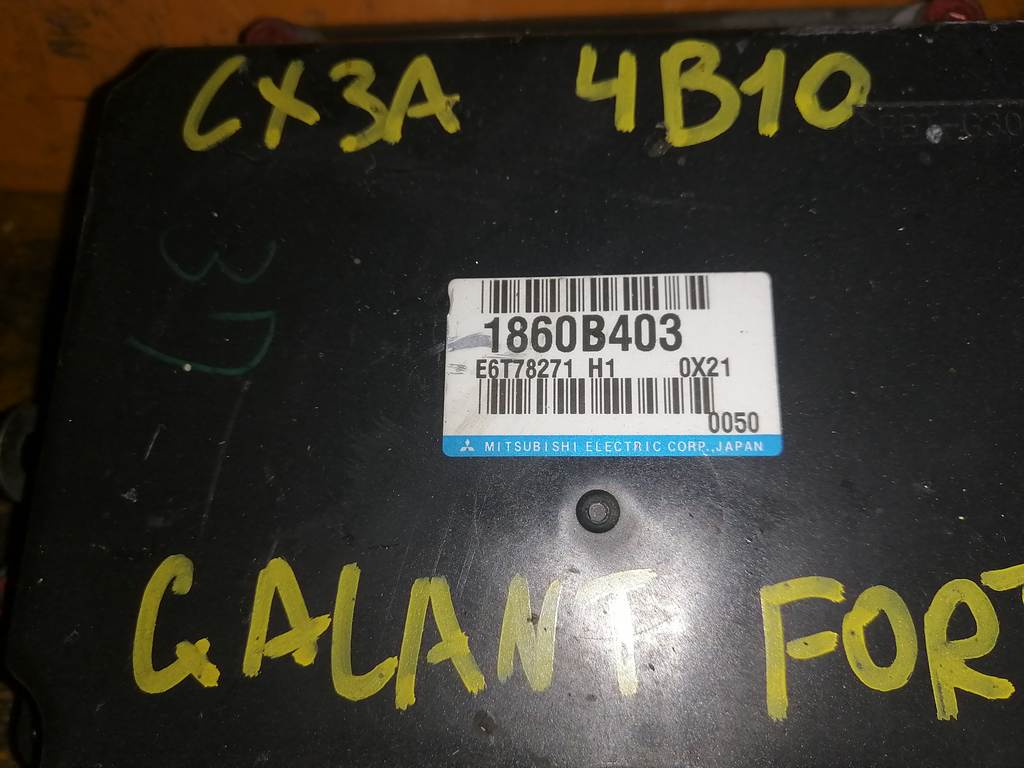 CX3A 4B10
1860B403
E6T78271 H1 0X21
0050
MITSUBISHI ELECTRIC CORP., JAPAN
GALANT FORT